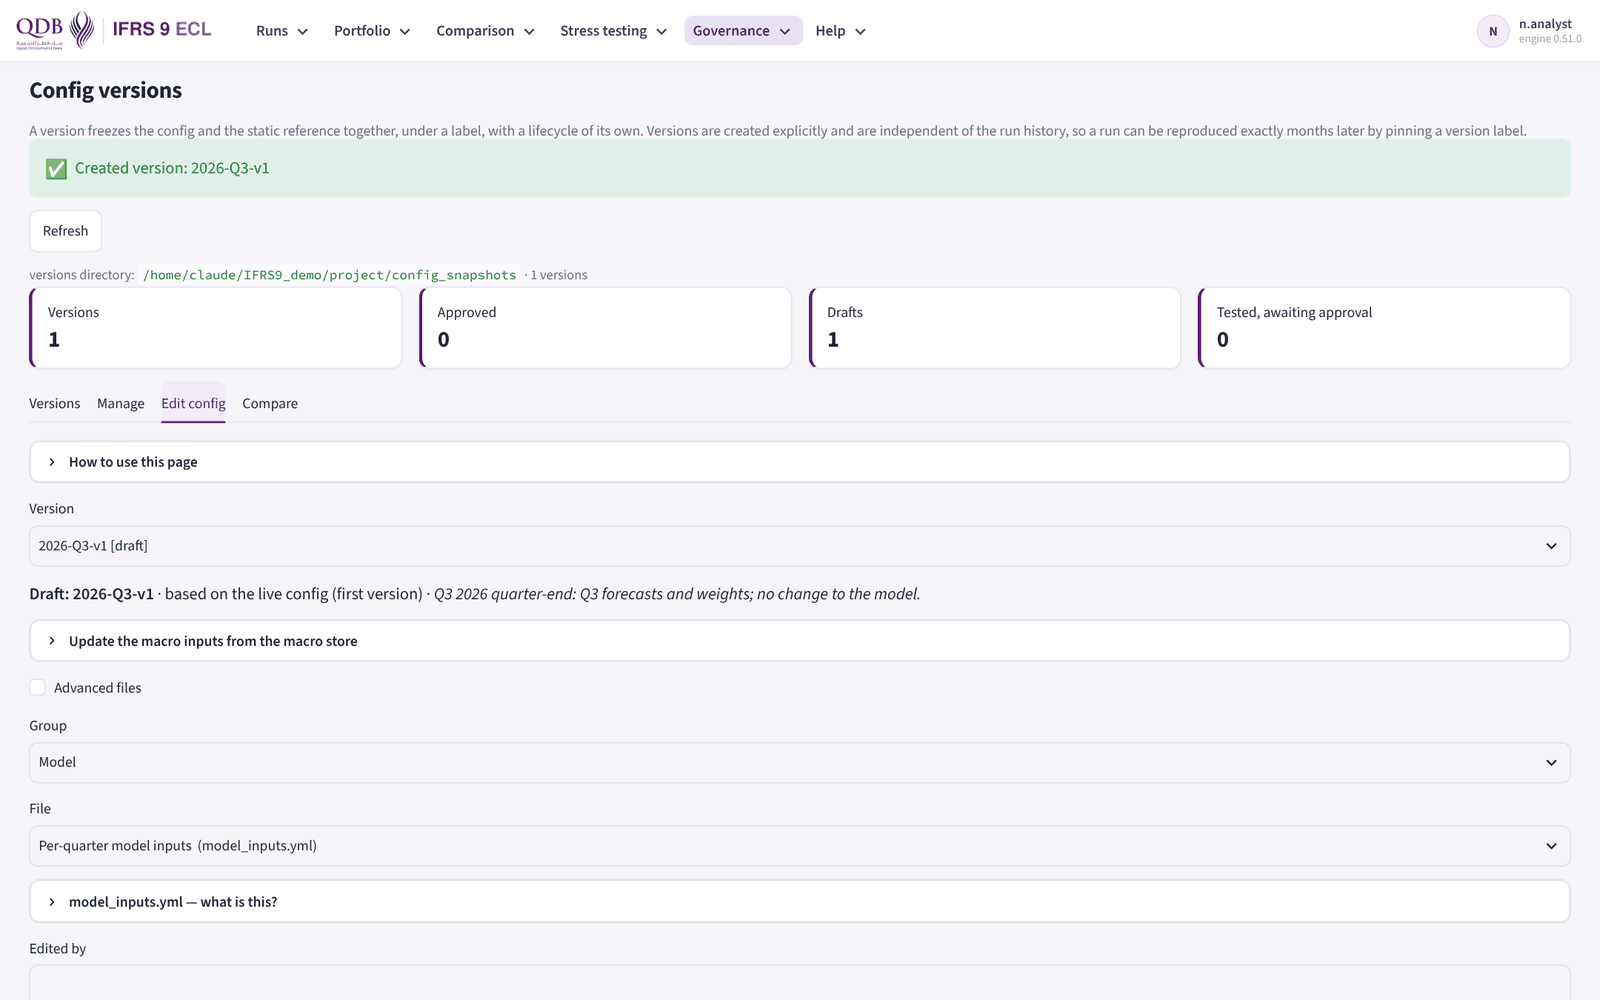 QDB
IFRS 9 ECL
Runs
Portfolio
Comparison
Stress testing
Governance
Help
N
n.analyst
engine 0.51.0
Config versions
A version freezes the config and the static reference together, under a label, with a lifecycle of its own. Versions are created explicitly and are independent of the run history, so a run can be reproduced exactly months later by pinning a version label.
Created version: 2026-Q3-v1
Refresh
versions directory: /home/claude/IFRS9_demo/project/config_snapshots · 1 versions
Versions
1
Approved
0
Drafts
1
Tested, awaiting approval
0
Versions
Manage
Edit config
Compare
How to use this page
Version
2026-Q3-v1 [draft]
Draft: 2026-Q3-v1 · based on the live config (first version) · Q3 2026 quarter-end: Q3 forecasts and weights; no change to the model.
Update the macro inputs from the macro store
Advanced files
Group
Model
File
Per-quarter model inputs (model_inputs.yml)
model_inputs.yml — what is this?
Edited by